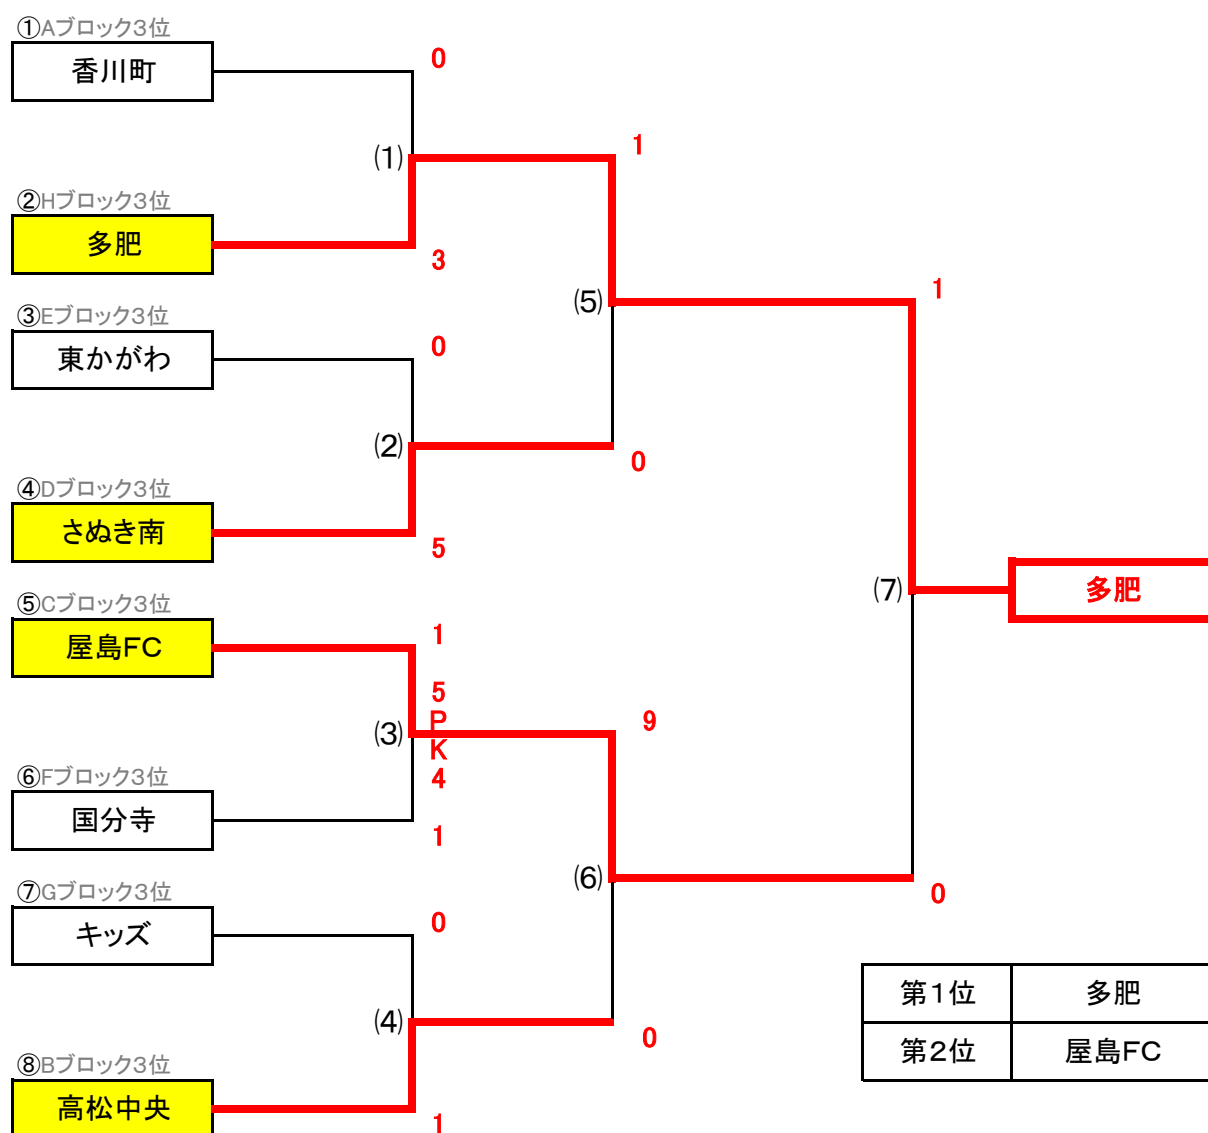 ①Aブロック3位
香川町
0
(1)
1
②Hブロック3位
多肥
3
③Eブロック3位
東かがわ
0
(5)
1
(2)
0
④Dブロック3位
さぬき南
5
(7)
多肥
⑤Cブロック3位
屋島FC
1
5
P
K
4
(3)
9
⑥Fブロック3位
国分寺
1
(6)
0
⑦Gブロック3位
キッズ
0
(4)
0
⑧Bブロック3位
高松中央
1
第1位 多肥
第2位 屋島FC